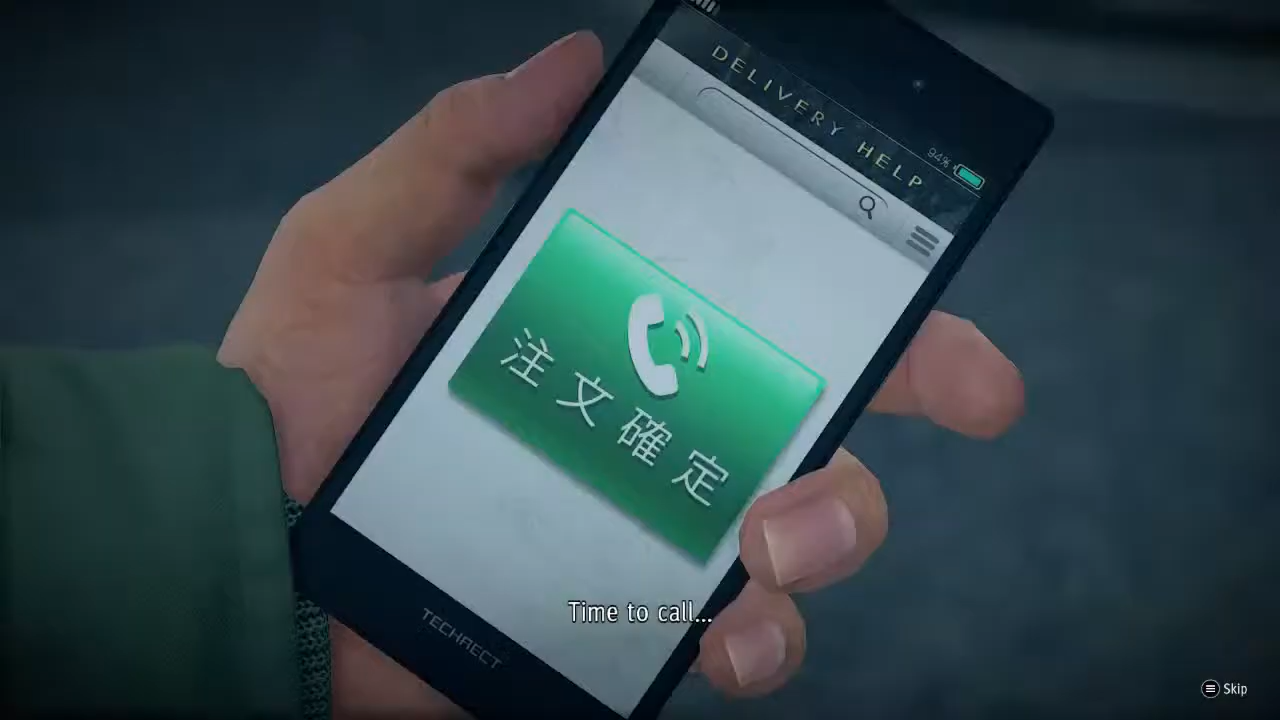 DELIVERY HELP
94%
注文確定
Time to call...
TECHRECT
Skip